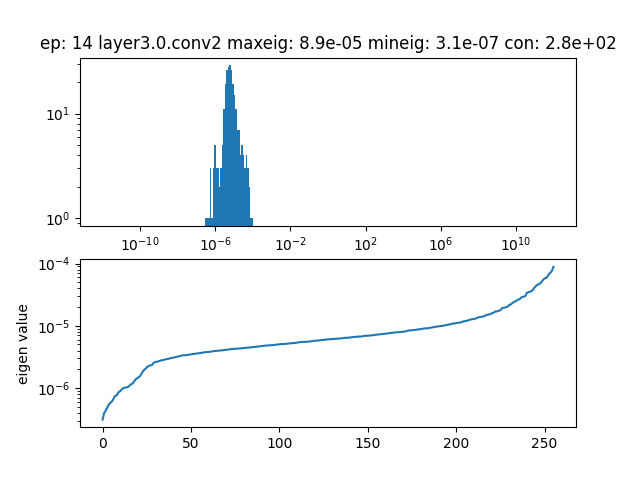 ep: 14 layer3.0.conv2 maxeig: 8.9e-05 mineig: 3.1e-07 con: 2.8e+02
10¹
10⁰
10⁻¹⁰ 10⁻⁶ 10⁻² 10² 10⁶ 10¹⁰
10⁻⁴
10⁻⁵
10⁻⁶
eigen value
0 50 100 150 200 250